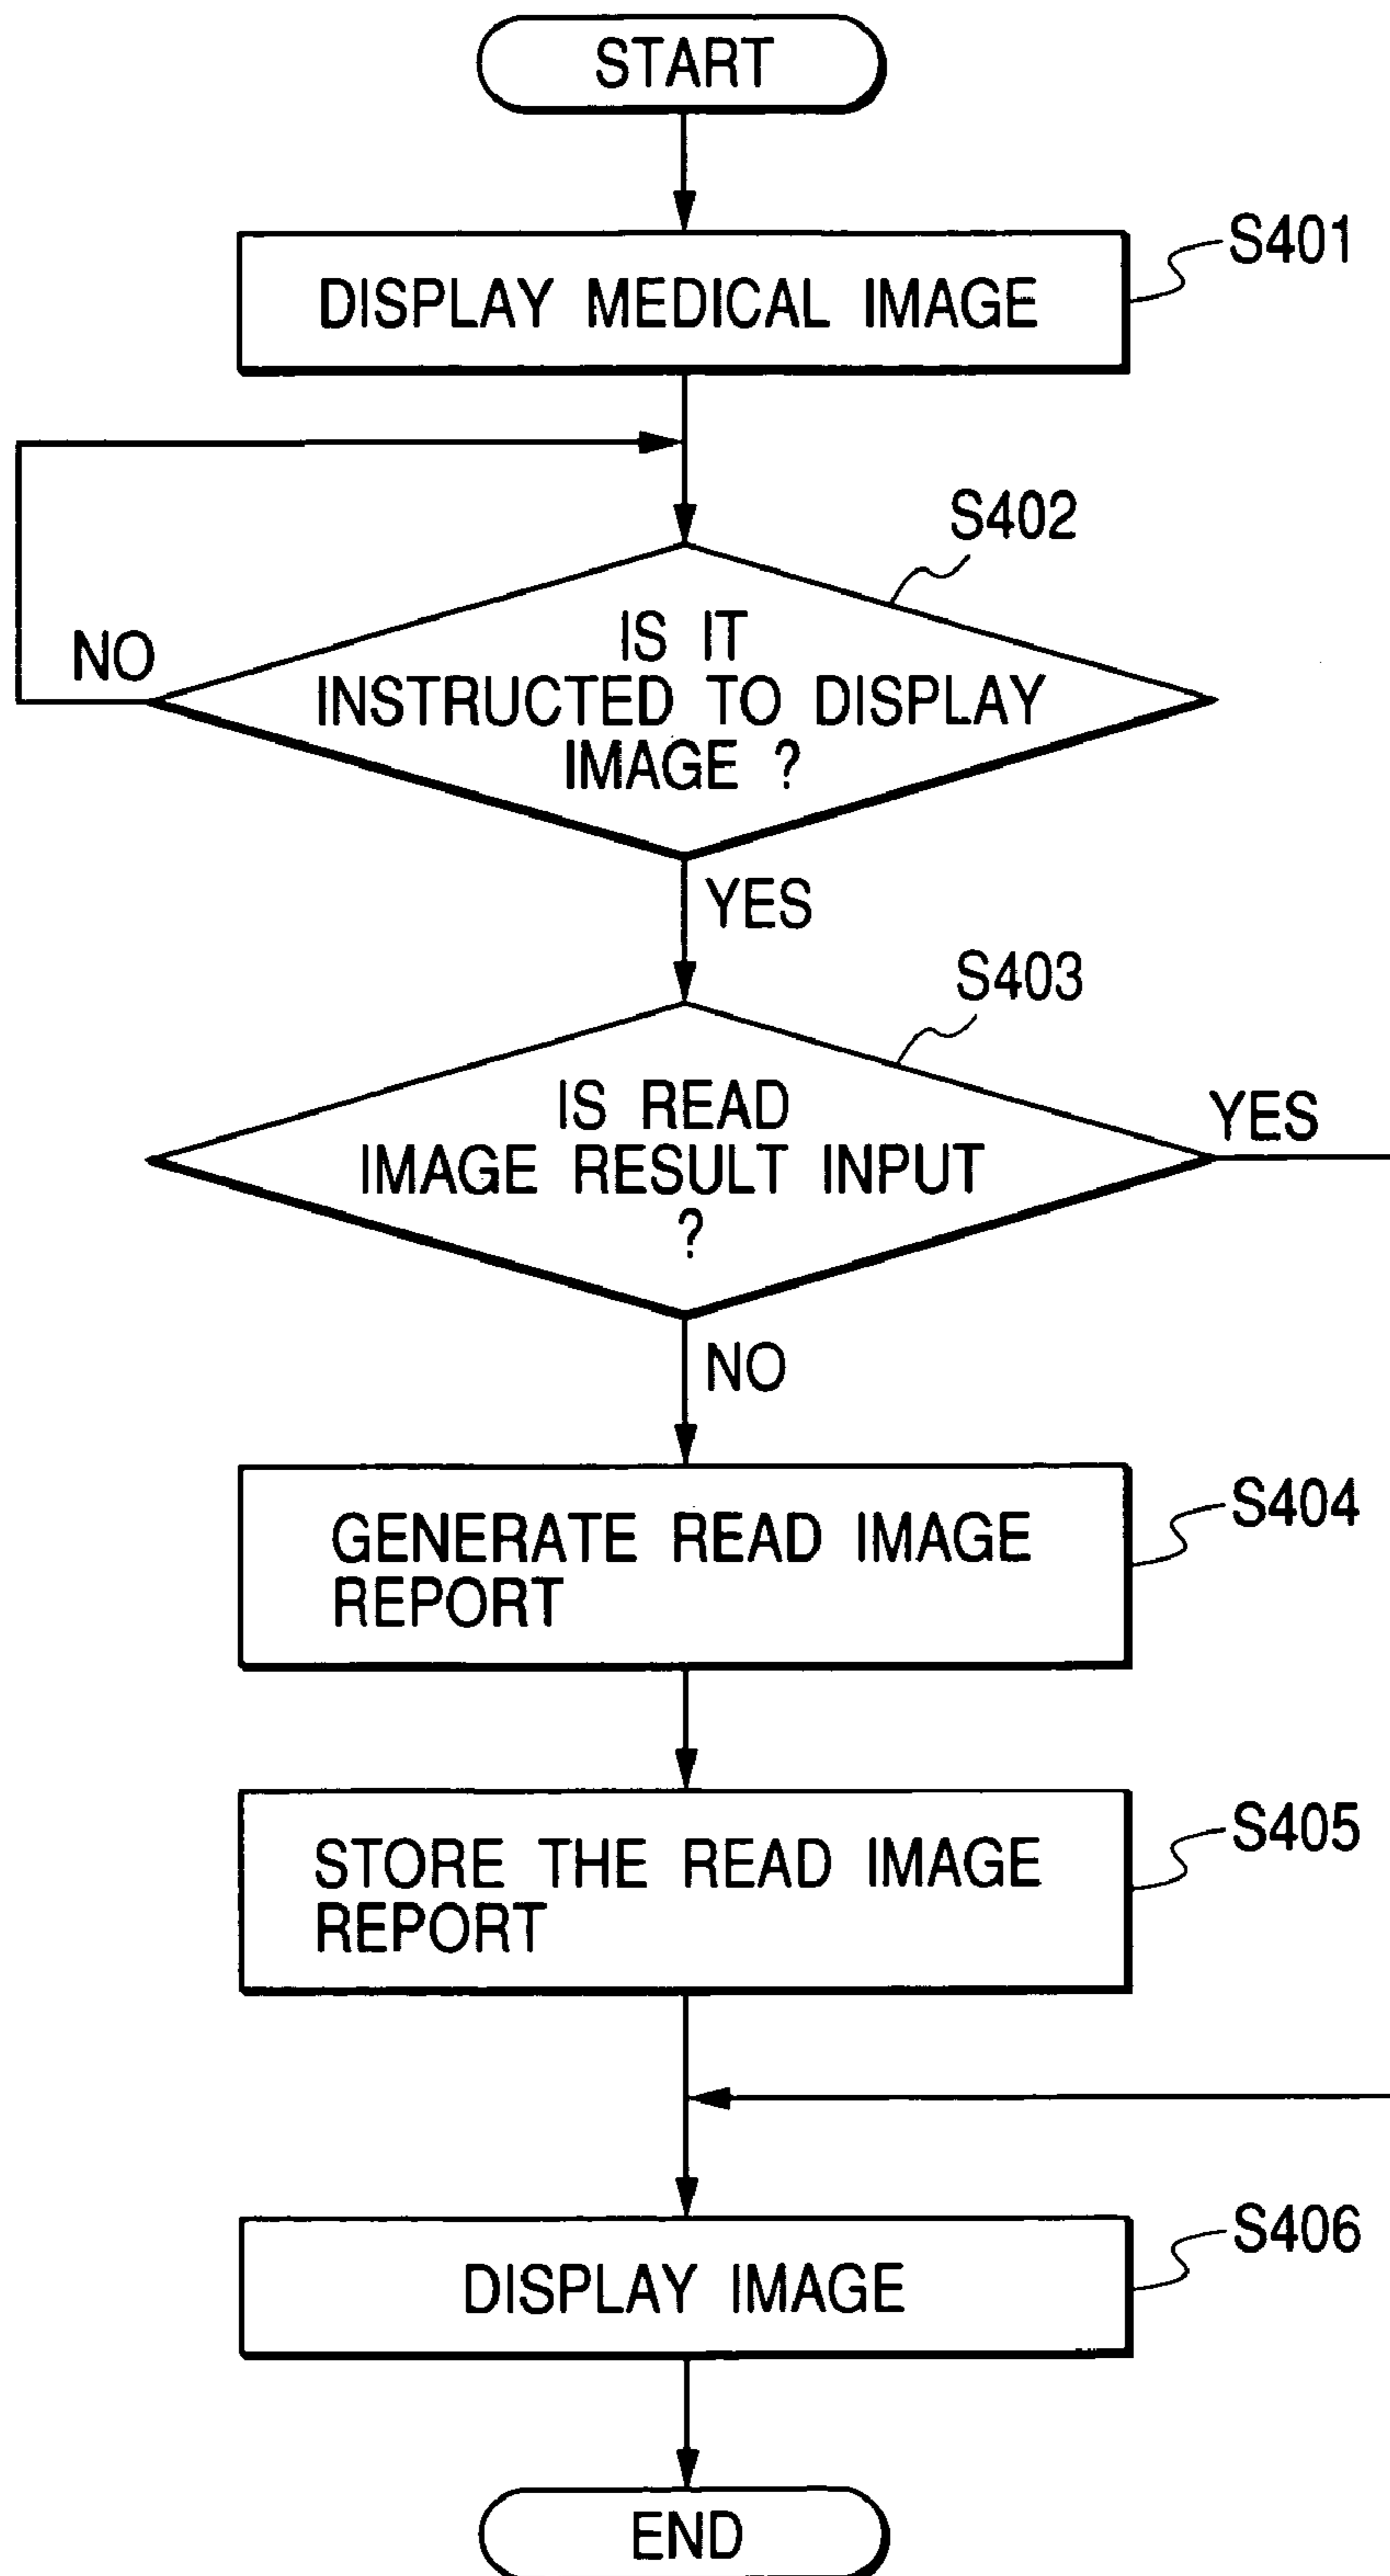 START
S401
DISPLAY MEDICAL IMAGE
S402
NO
IS IT
INSTRUCTED TO DISPLAY
IMAGE ?
YES
S403
IS READ
IMAGE RESULT INPUT
?
YES
NO
S404
GENERATE READ IMAGE
REPORT
S405
STORE THE READ IMAGE
REPORT
S406
DISPLAY IMAGE
END